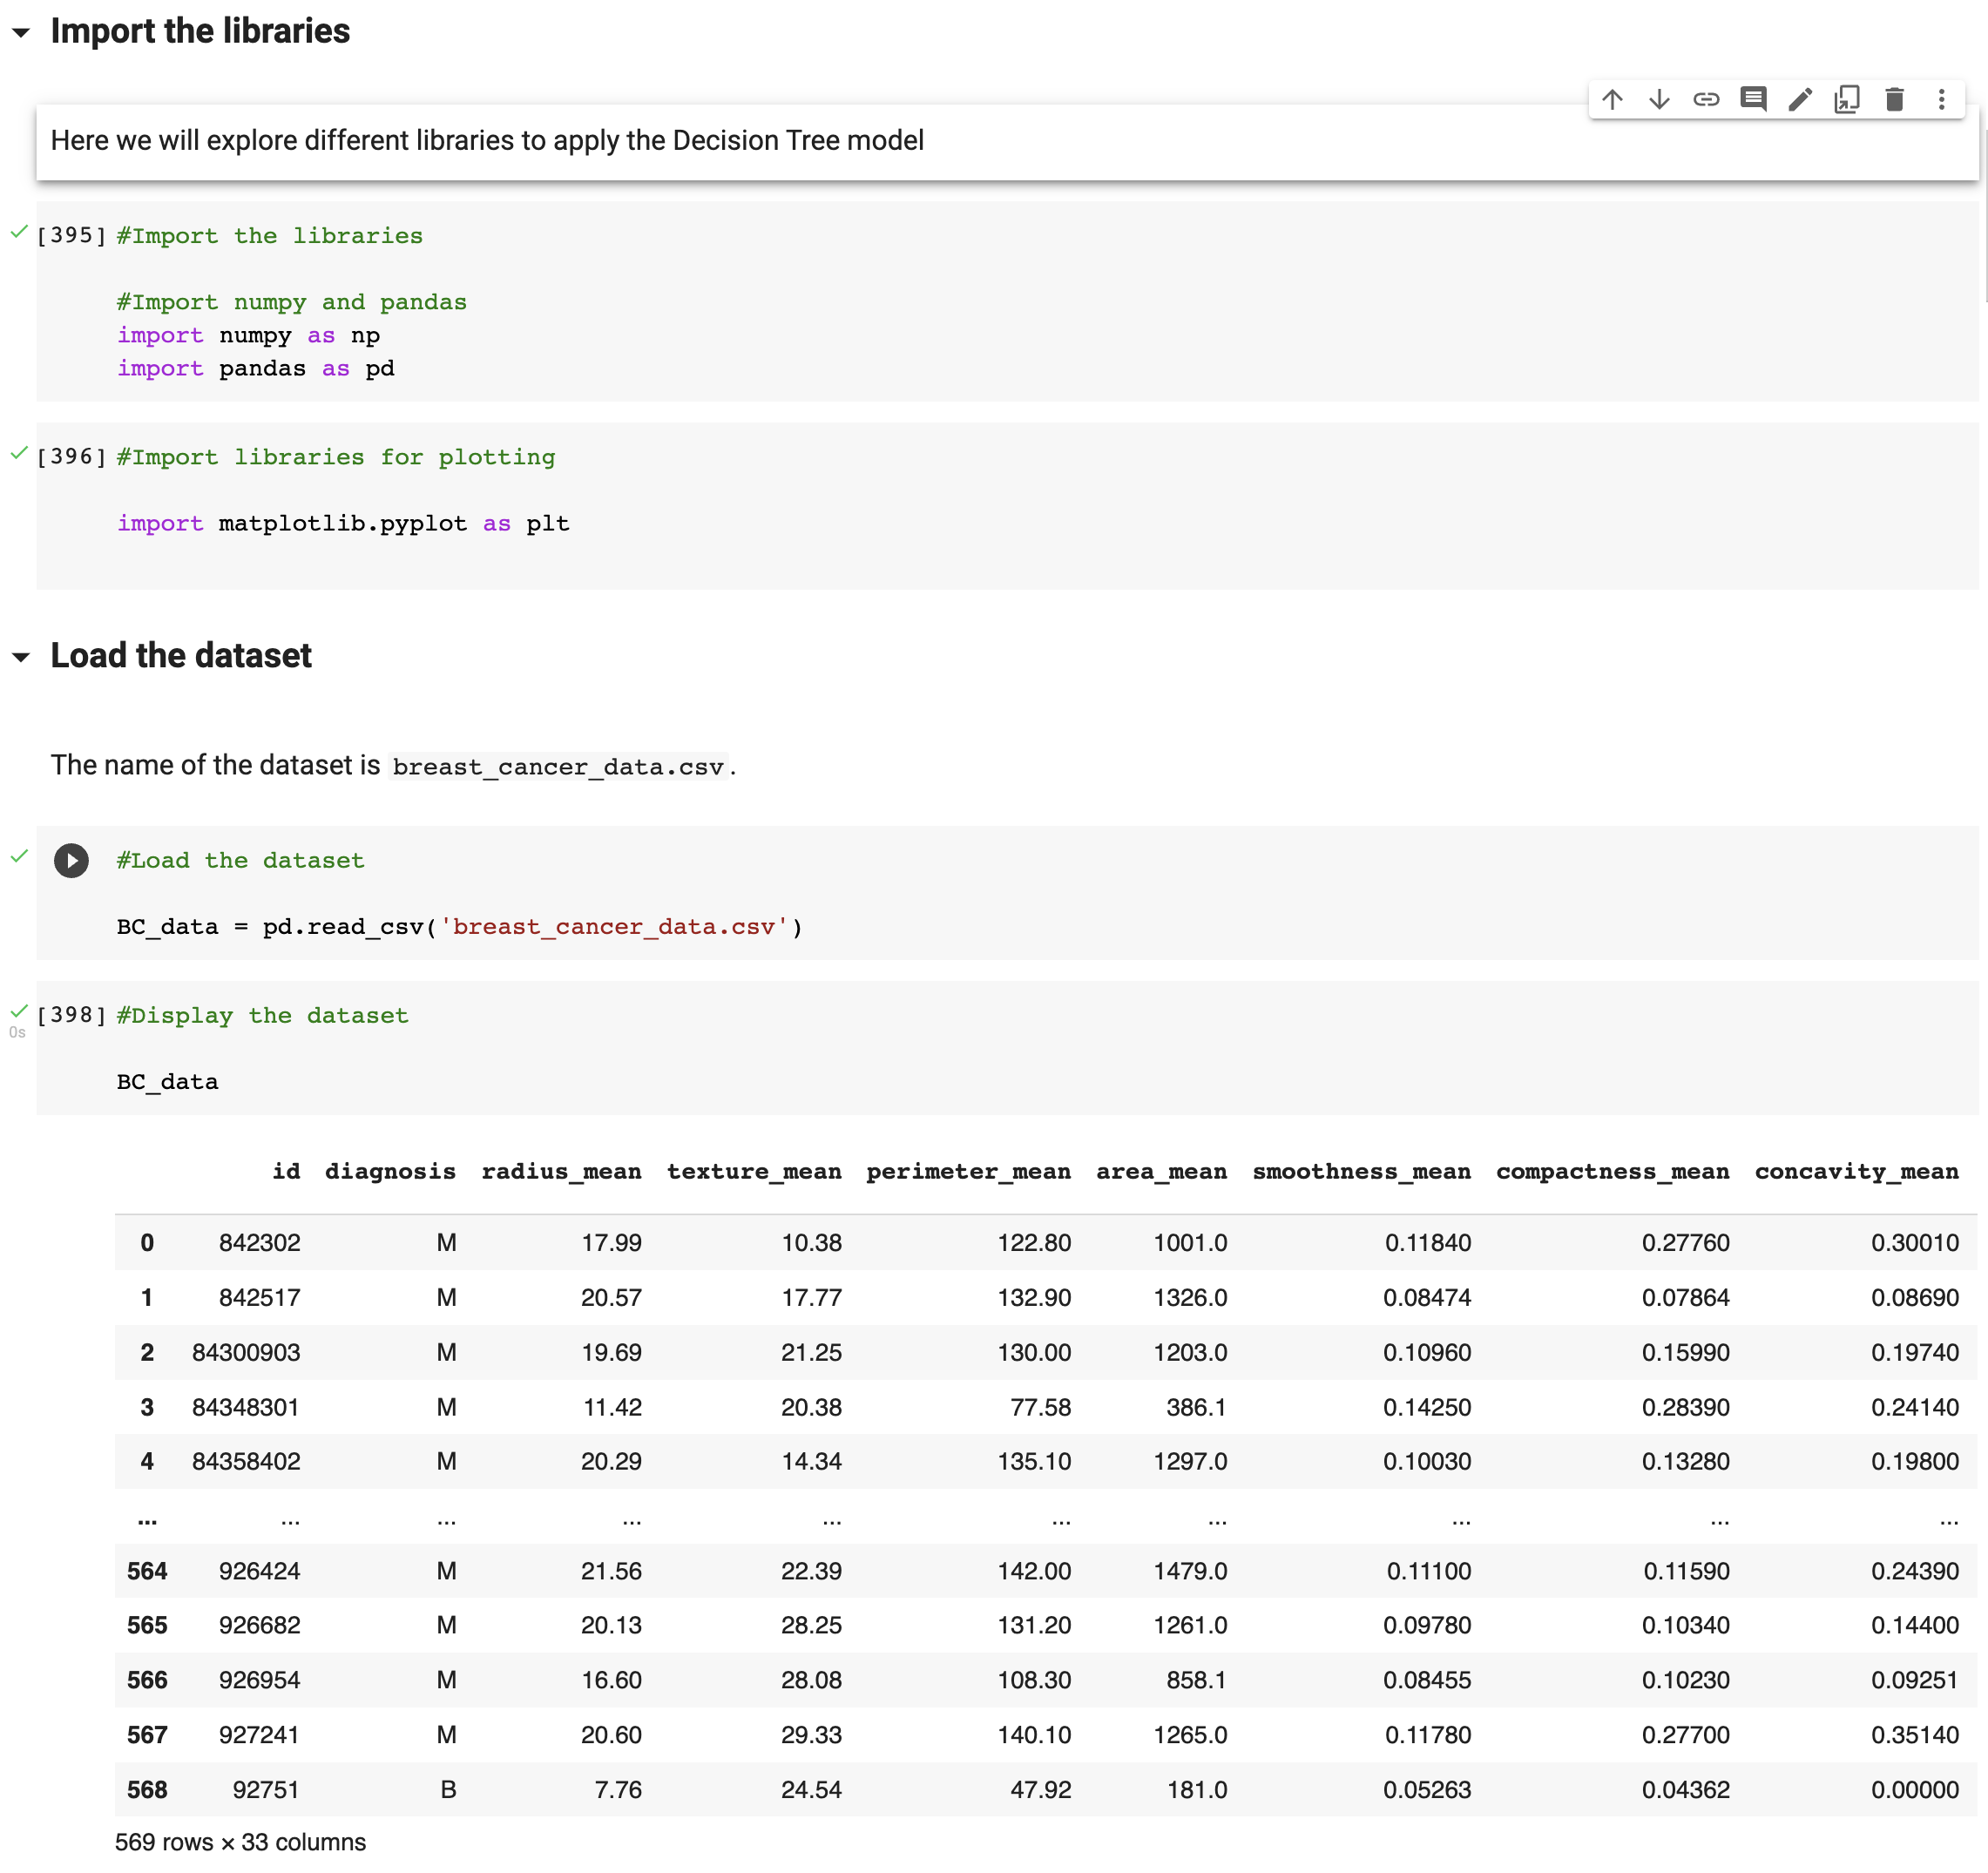 Import the libraries
Here we will explore different libraries to apply the Decision Tree model
[395] #Import the libraries
#Import numpy and pandas
import numpy as np
import pandas as pd
[396] #Import libraries for plotting
import matplotlib.pyplot as plt
Load the dataset
The name of the dataset is breast_cancer_data.csv.
#Load the dataset
BC_data = pd.read_csv('breast_cancer_data.csv')
[398] #Display the dataset
0s
BC_data
id diagnosis radius_mean texture_mean perimeter_mean area_mean smoothness_mean compactness_mean concavity_mean
0 842302 M 17.99 10.38 122.80 1001.0 0.11840 0.27760 0.30010
1 842517 M 20.57 17.77 132.90 1326.0 0.08474 0.07864 0.08690
2 84300903 M 19.69 21.25 130.00 1203.0 0.10960 0.15990 0.19740
3 84348301 M 11.42 20.38 77.58 386.1 0.14250 0.28390 0.24140
4 84358402 M 20.29 14.34 135.10 1297.0 0.10030 0.13280 0.19800
... ... ... ... ... ... ... ... ... ...
564 926424 M 21.56 22.39 142.00 1479.0 0.11100 0.11590 0.24390
565 926682 M 20.13 28.25 131.20 1261.0 0.09780 0.10340 0.14400
566 926954 M 16.60 28.08 108.30 858.1 0.08455 0.10230 0.09251
567 927241 M 20.60 29.33 140.10 1265.0 0.11780 0.27700 0.35140
568 92751 B 7.76 24.54 47.92 181.0 0.05263 0.04362 0.00000
569 rows × 33 columns